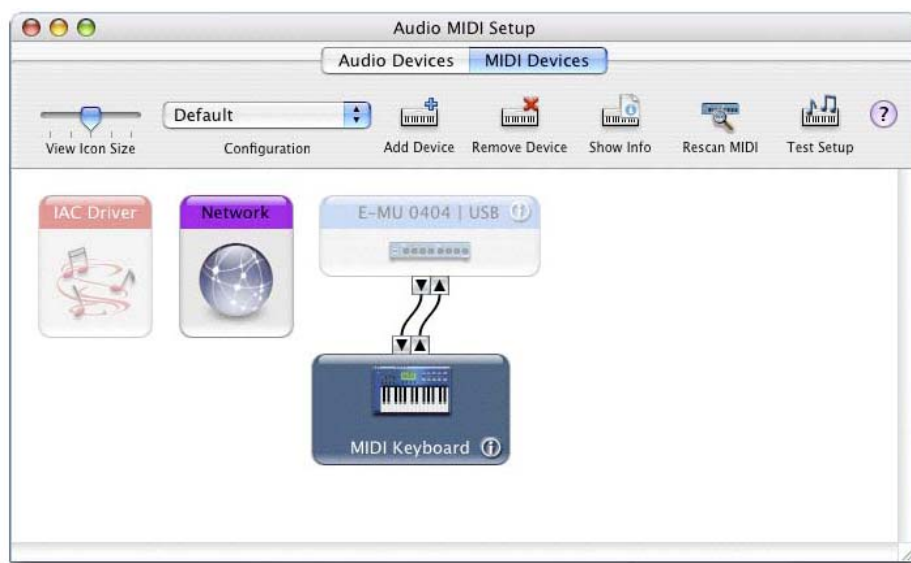 Audio MIDI Setup
Audio Devices MIDI Devices
Default
View Icon Size Configuration Add Device Remove Device Show Info Rescan MIDI Test Setup ?
IAC Driver Network E-MU 0404 | USB i
MIDI Keyboard i